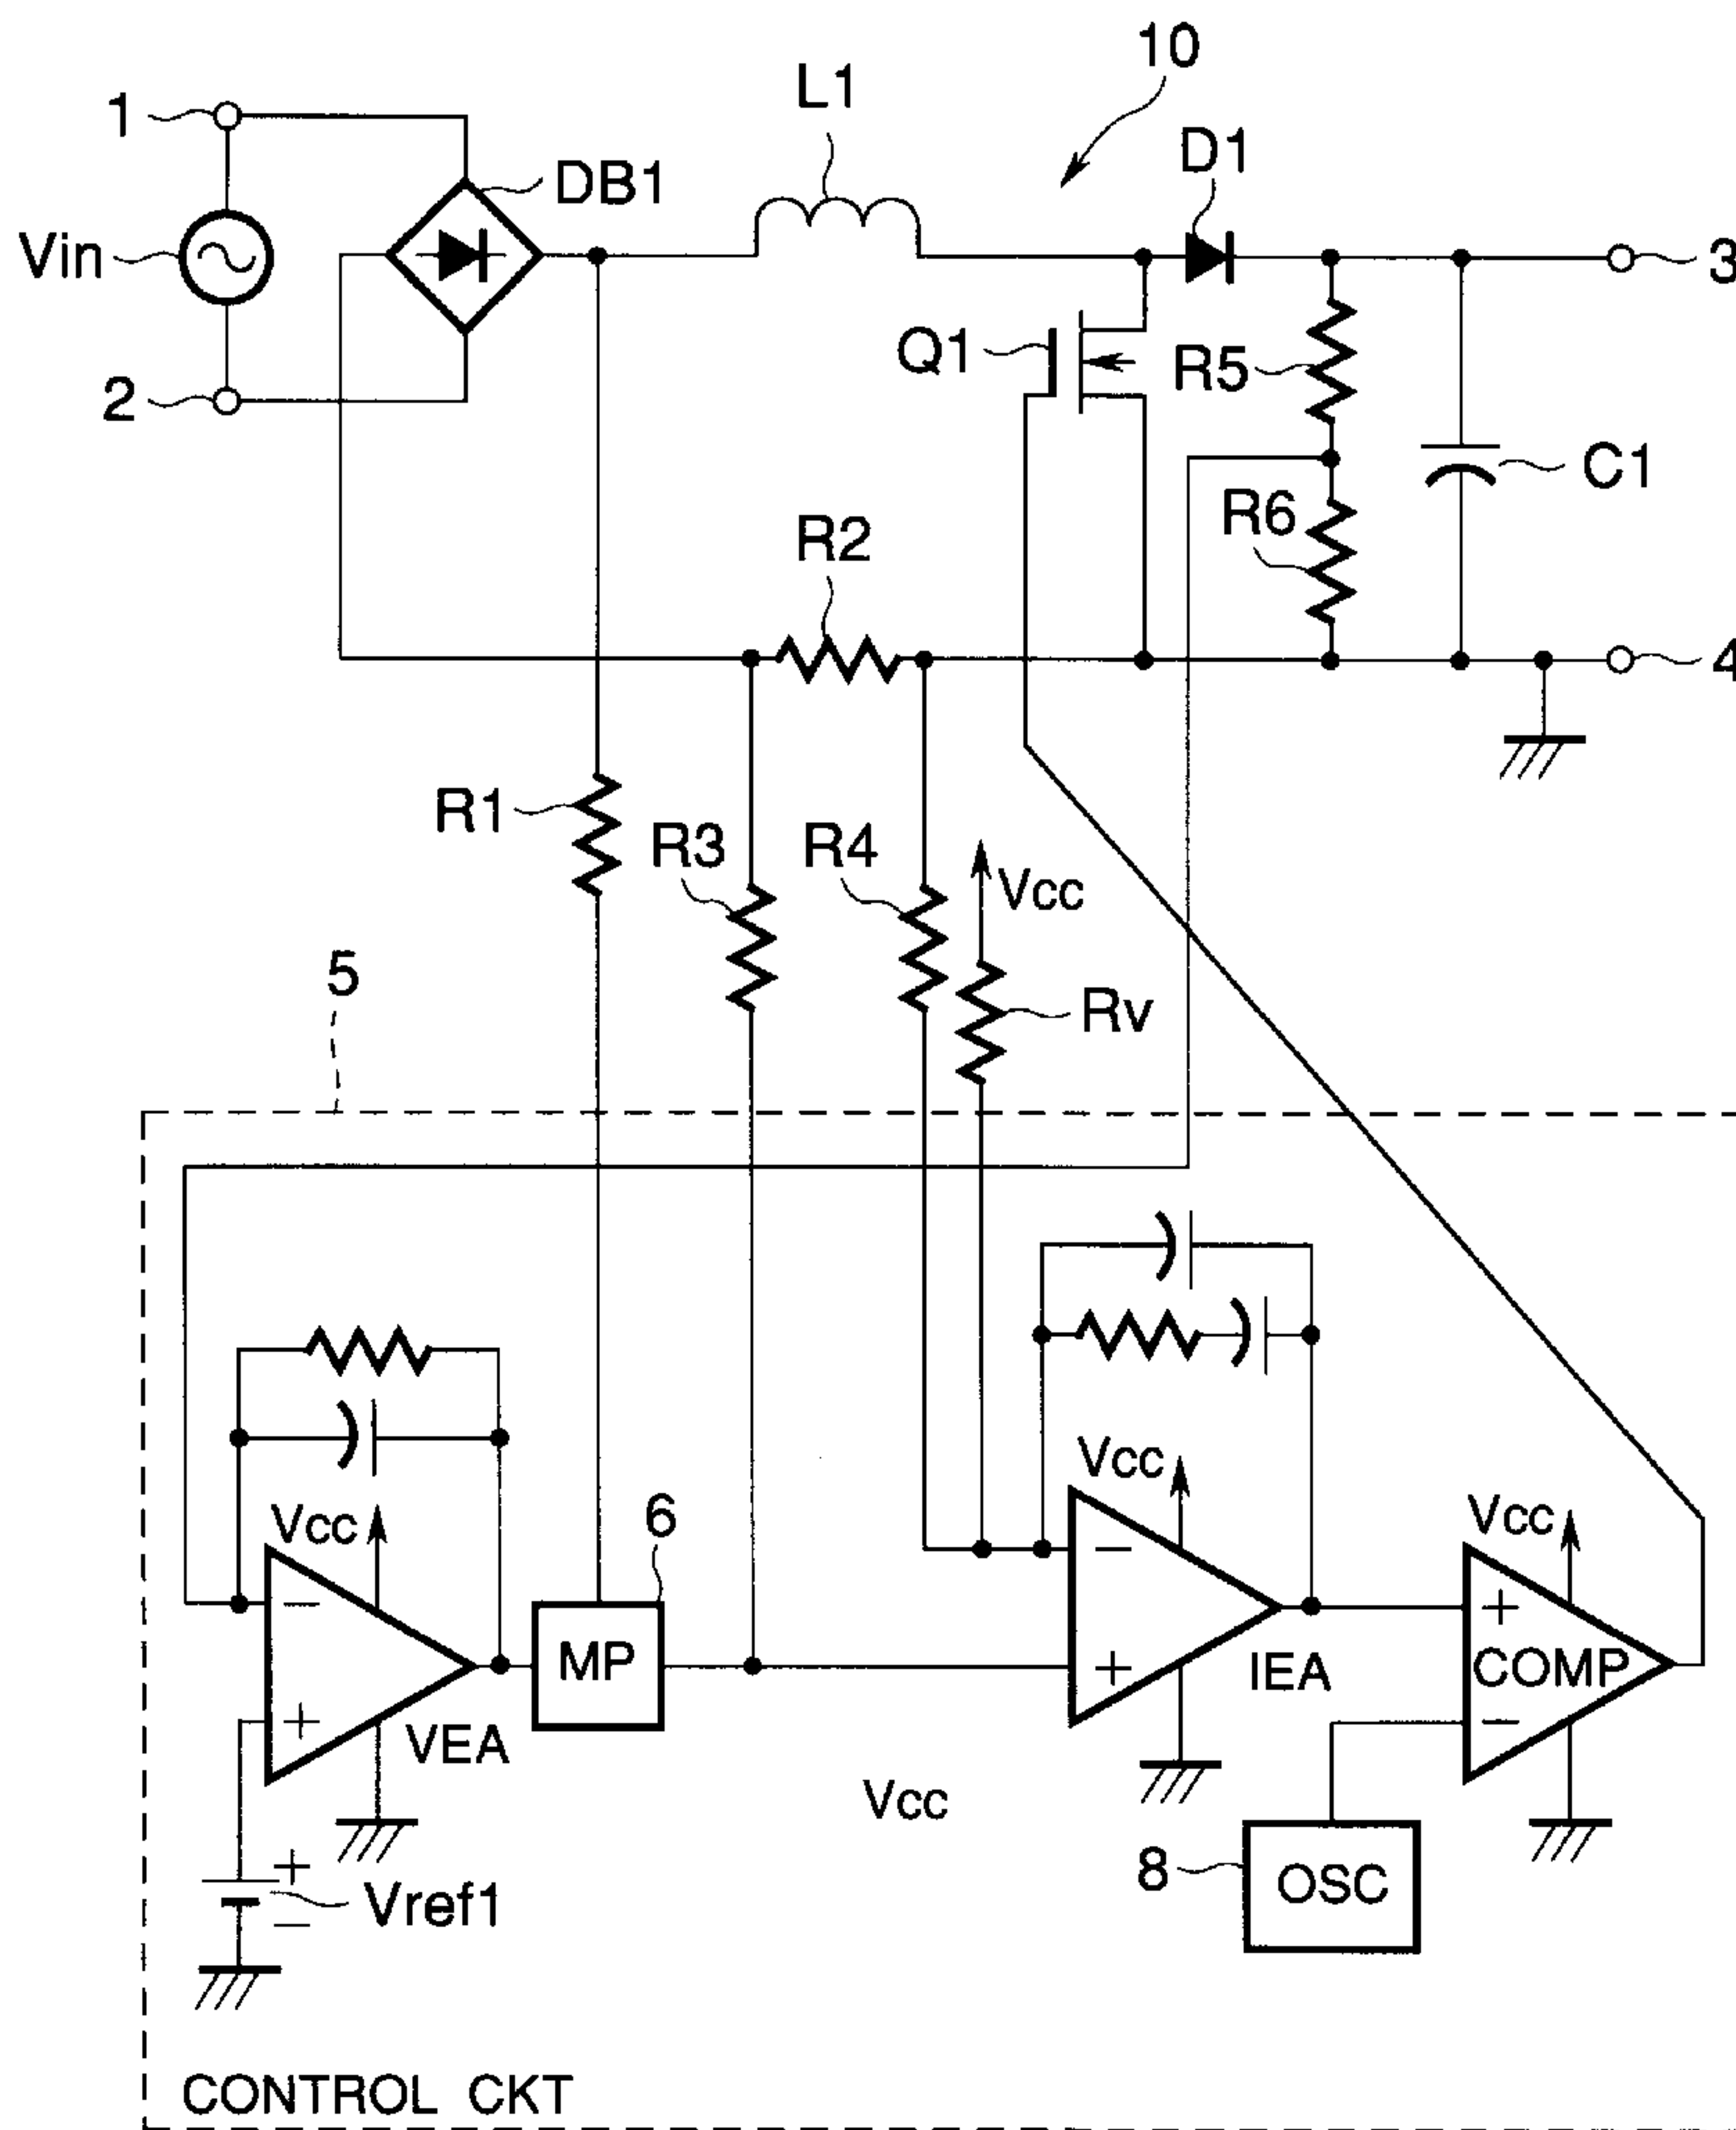 10
L1
1
D1
DB1
Vin
3
Q1
R5
2
C1
R6
R2
4
R1
R3
R4
Vcc
5
Rv
Vcc
Vcc
Vcc
6
−
−
+
MP
COMP
+
IEA
+
−
VEA
Vcc
+
8
OSC
Vref1
−
CONTROL CKT